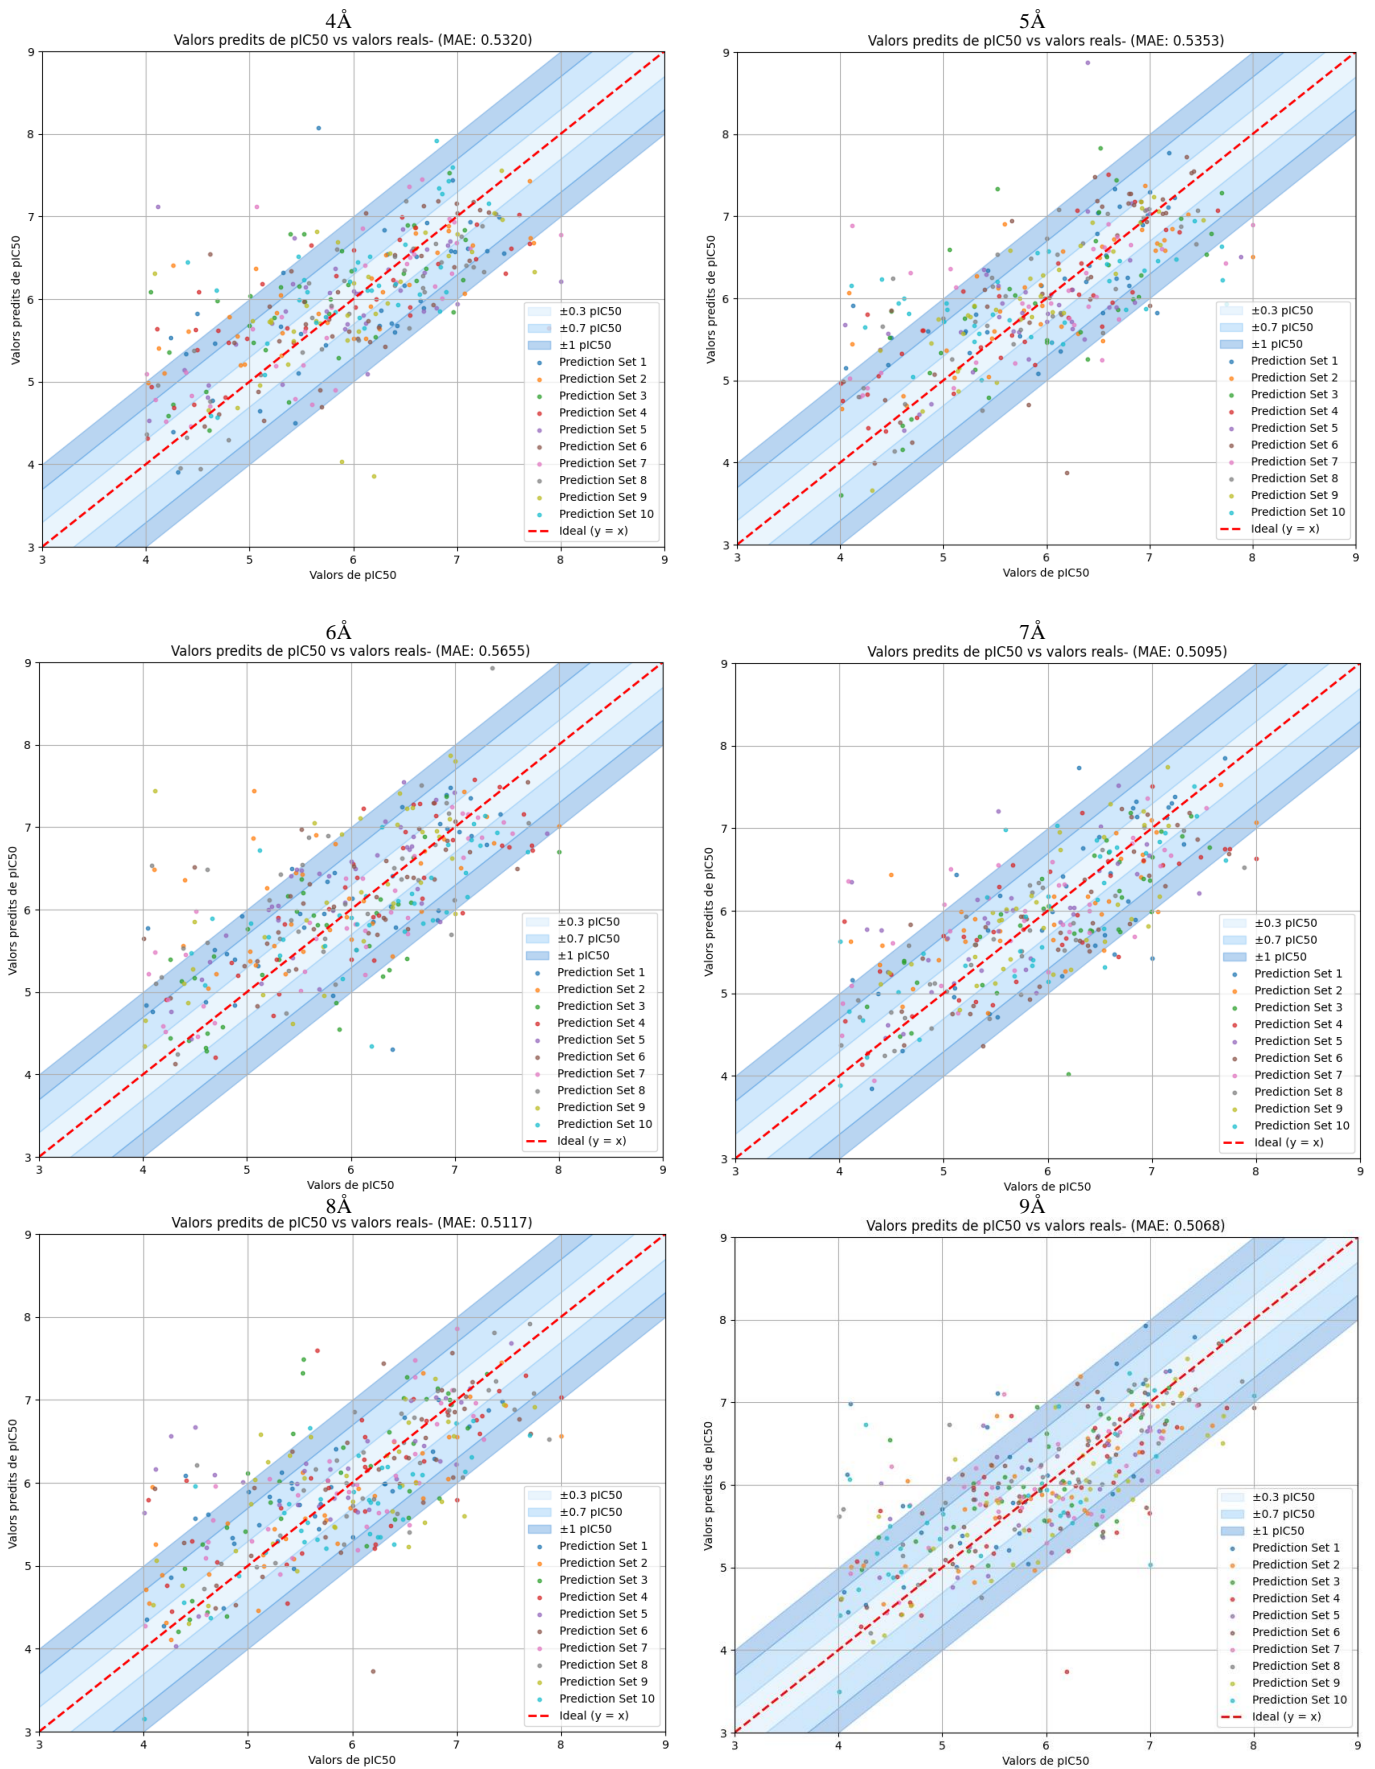 4Å
Valors predits de pIC50 vs valors reals- (MAE: 0.5320)
9
8
7
6
5
4
3
3 4 5 6 7 8 9
Valors predits de pIC50
Valors de pIC50
±0.3 pIC50
±0.7 pIC50
±1 pIC50
Prediction Set 1
Prediction Set 2
Prediction Set 3
Prediction Set 4
Prediction Set 5
Prediction Set 6
Prediction Set 7
Prediction Set 8
Prediction Set 9
Prediction Set 10
Ideal (y = x)
5Å
Valors predits de pIC50 vs valors reals- (MAE: 0.5353)
9
8
7
6
5
4
3
3 4 5 6 7 8 9
Valors predits de pIC50
Valors de pIC50
±0.3 pIC50
±0.7 pIC50
±1 pIC50
Prediction Set 1
Prediction Set 2
Prediction Set 3
Prediction Set 4
Prediction Set 5
Prediction Set 6
Prediction Set 7
Prediction Set 8
Prediction Set 9
Prediction Set 10
Ideal (y = x)
6Å
Valors predits de pIC50 vs valors reals- (MAE: 0.5655)
9
8
7
6
5
4
3
3 4 5 6 7 8 9
Valors predits de pIC50
Valors de pIC50
±0.3 pIC50
±0.7 pIC50
±1 pIC50
Prediction Set 1
Prediction Set 2
Prediction Set 3
Prediction Set 4
Prediction Set 5
Prediction Set 6
Prediction Set 7
Prediction Set 8
Prediction Set 9
Prediction Set 10
Ideal (y = x)
7Å
Valors predits de pIC50 vs valors reals- (MAE: 0.5095)
9
8
7
6
5
4
3
3 4 5 6 7 8 9
Valors predits de pIC50
Valors de pIC50
±0.3 pIC50
±0.7 pIC50
±1 pIC50
Prediction Set 1
Prediction Set 2
Prediction Set 3
Prediction Set 4
Prediction Set 5
Prediction Set 6
Prediction Set 7
Prediction Set 8
Prediction Set 9
Prediction Set 10
Ideal (y = x)
8Å
Valors predits de pIC50 vs valors reals- (MAE: 0.5117)
9
8
7
6
5
4
3
3 4 5 6 7 8 9
Valors predits de pIC50
Valors de pIC50
±0.3 pIC50
±0.7 pIC50
±1 pIC50
Prediction Set 1
Prediction Set 2
Prediction Set 3
Prediction Set 4
Prediction Set 5
Prediction Set 6
Prediction Set 7
Prediction Set 8
Prediction Set 9
Prediction Set 10
Ideal (y = x)
9Å
Valors predits de pIC50 vs valors reals- (MAE: 0.5068)
9
8
7
6
5
4
3
3 4 5 6 7 8 9
Valors predits de pIC50
Valors de pIC50
±0.3 pIC50
±0.7 pIC50
±1 pIC50
Prediction Set 1
Prediction Set 2
Prediction Set 3
Prediction Set 4
Prediction Set 5
Prediction Set 6
Prediction Set 7
Prediction Set 8
Prediction Set 9
Prediction Set 10
Ideal (y = x)